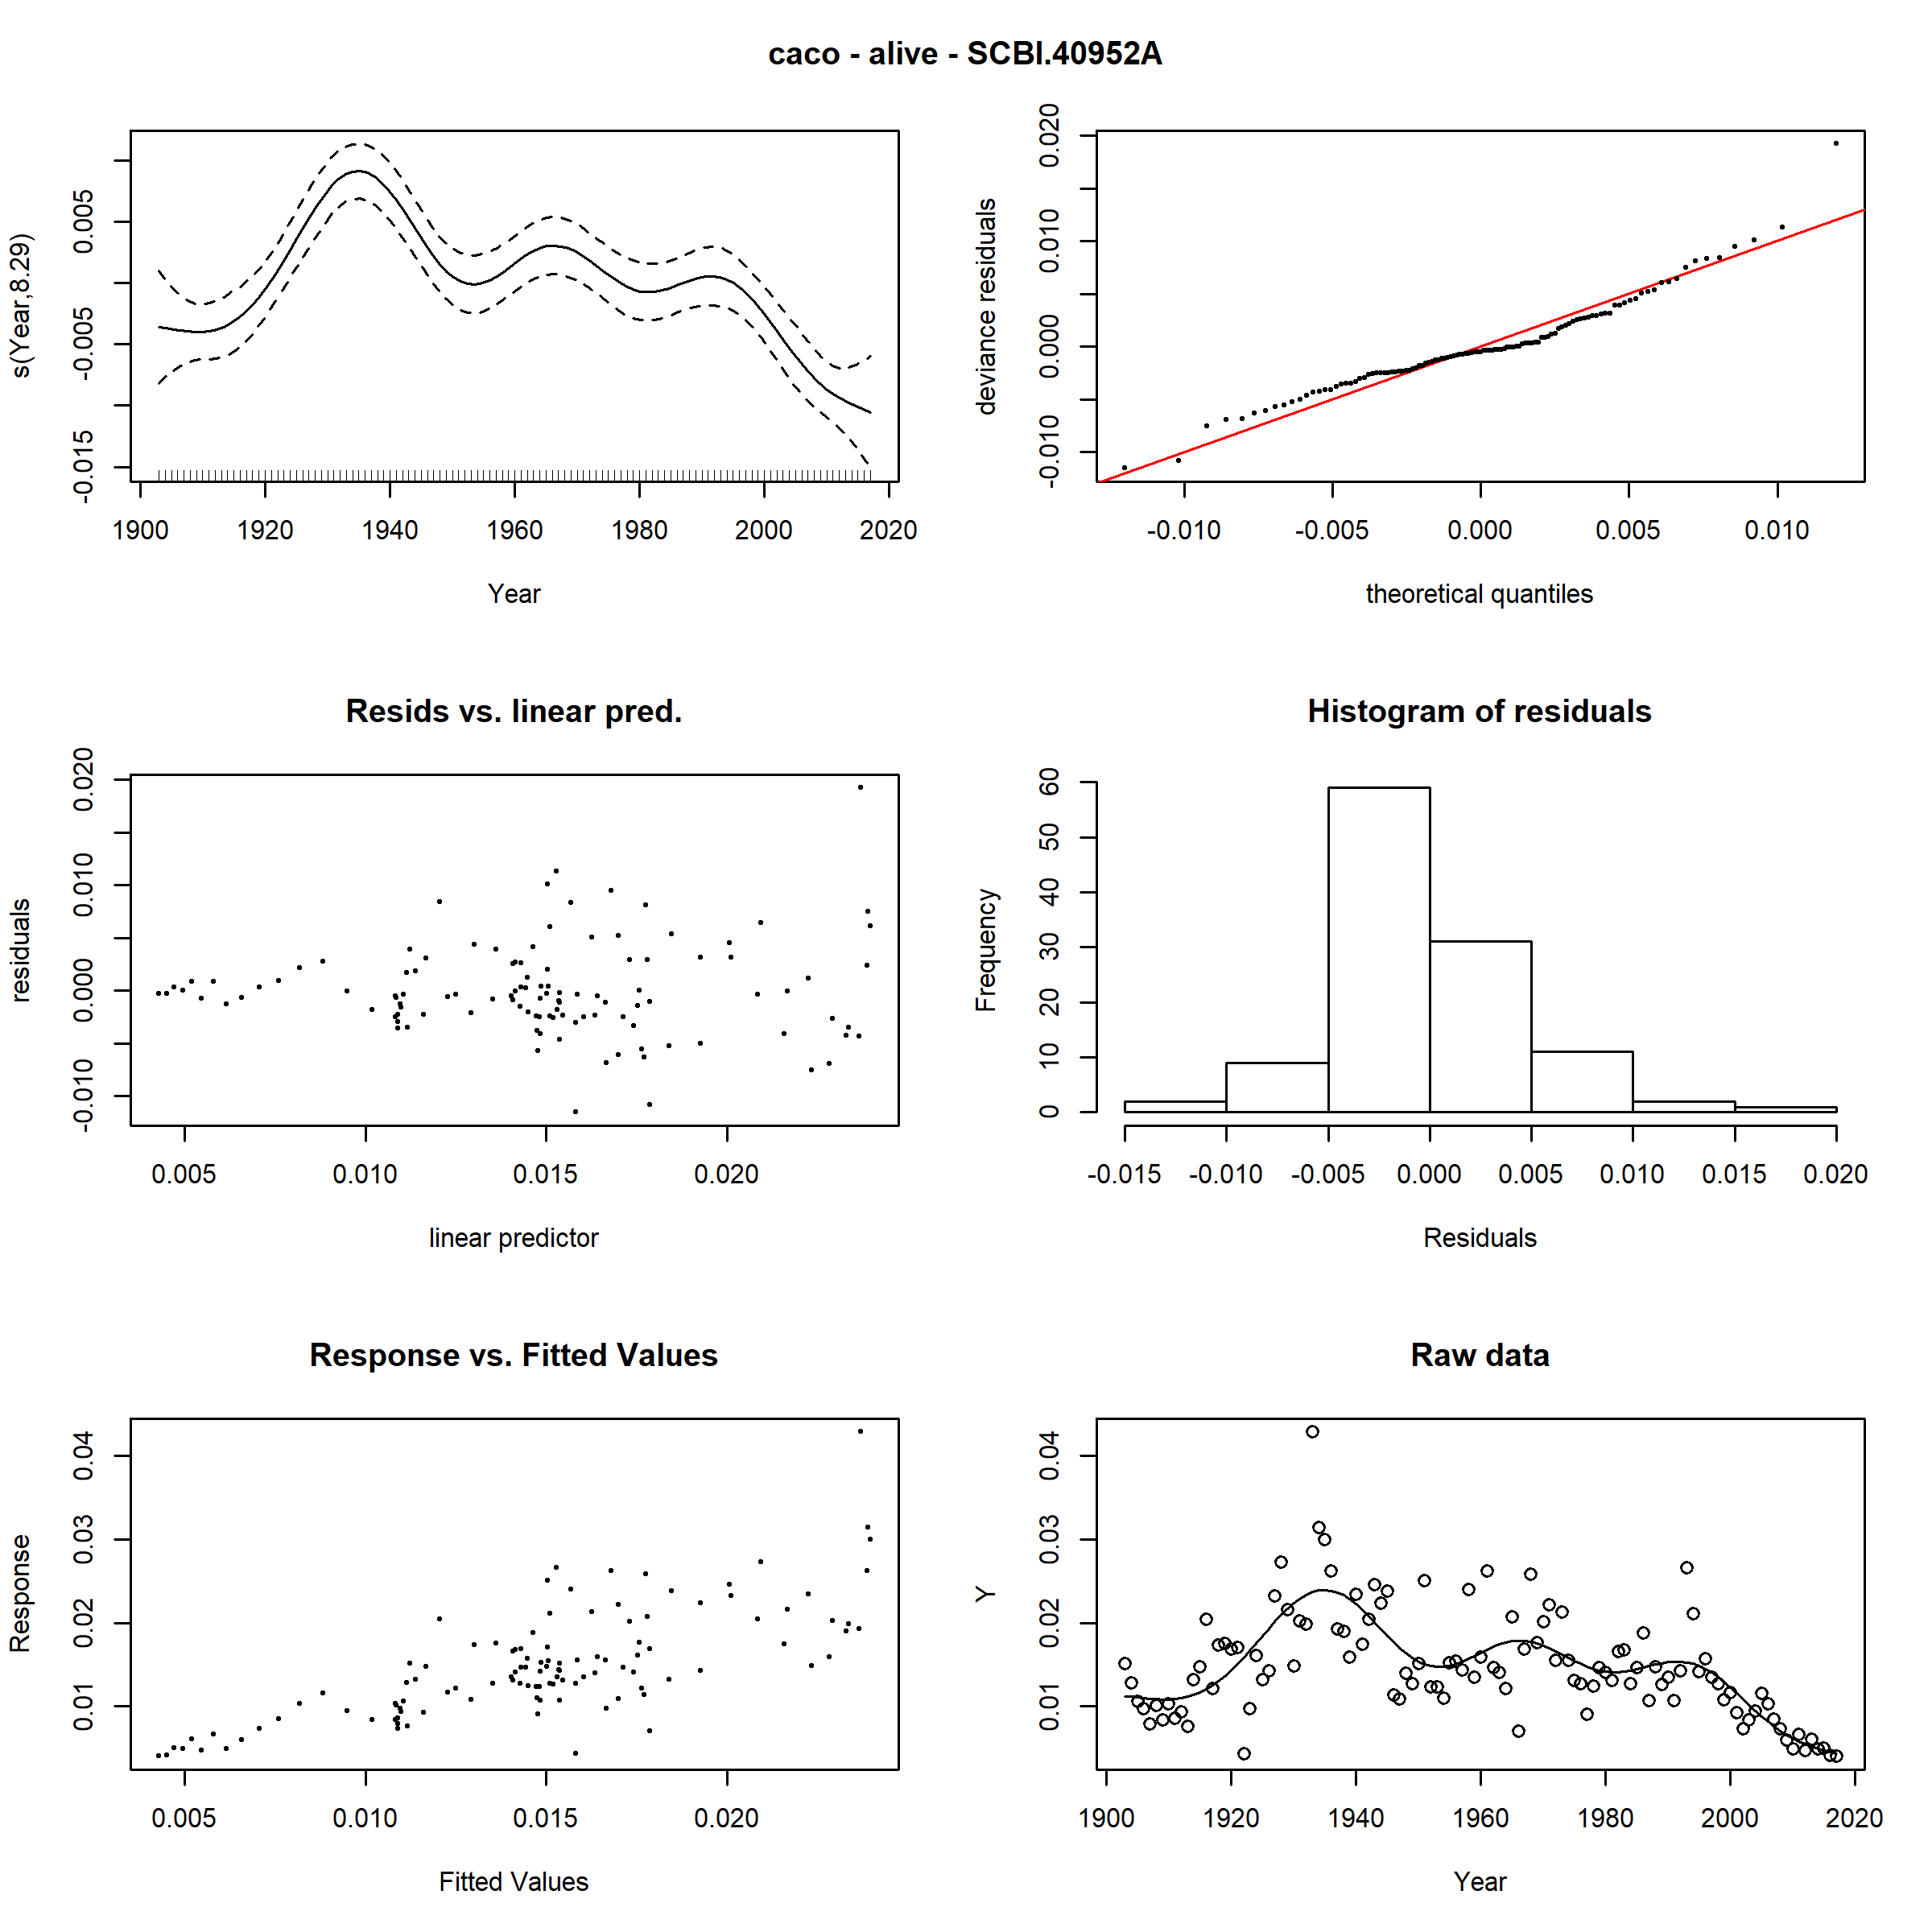 caco - alive - SCBI.40952A
s(Year,8.29)
-0.015 -0.005 0.005
1900 1920 1940 1960 1980 2000 2020
Year
deviance residuals
-0.010 0.000 0.010 0.020
-0.010 -0.005 0.000 0.005 0.010
theoretical quantiles
Resids vs. linear pred.
residuals
-0.010 0.000 0.010 0.020
0.005 0.010 0.015 0.020
linear predictor
Histogram of residuals
Frequency
0 10 20 30 40 50 60
-0.015 -0.010 -0.005 0.000 0.005 0.010 0.015 0.020
Residuals
Response vs. Fitted Values
Response
0.01 0.02 0.03 0.04
0.005 0.010 0.015 0.020
Fitted Values
Raw data
Y
0.01 0.02 0.03 0.04
1900 1920 1940 1960 1980 2000 2020
Year